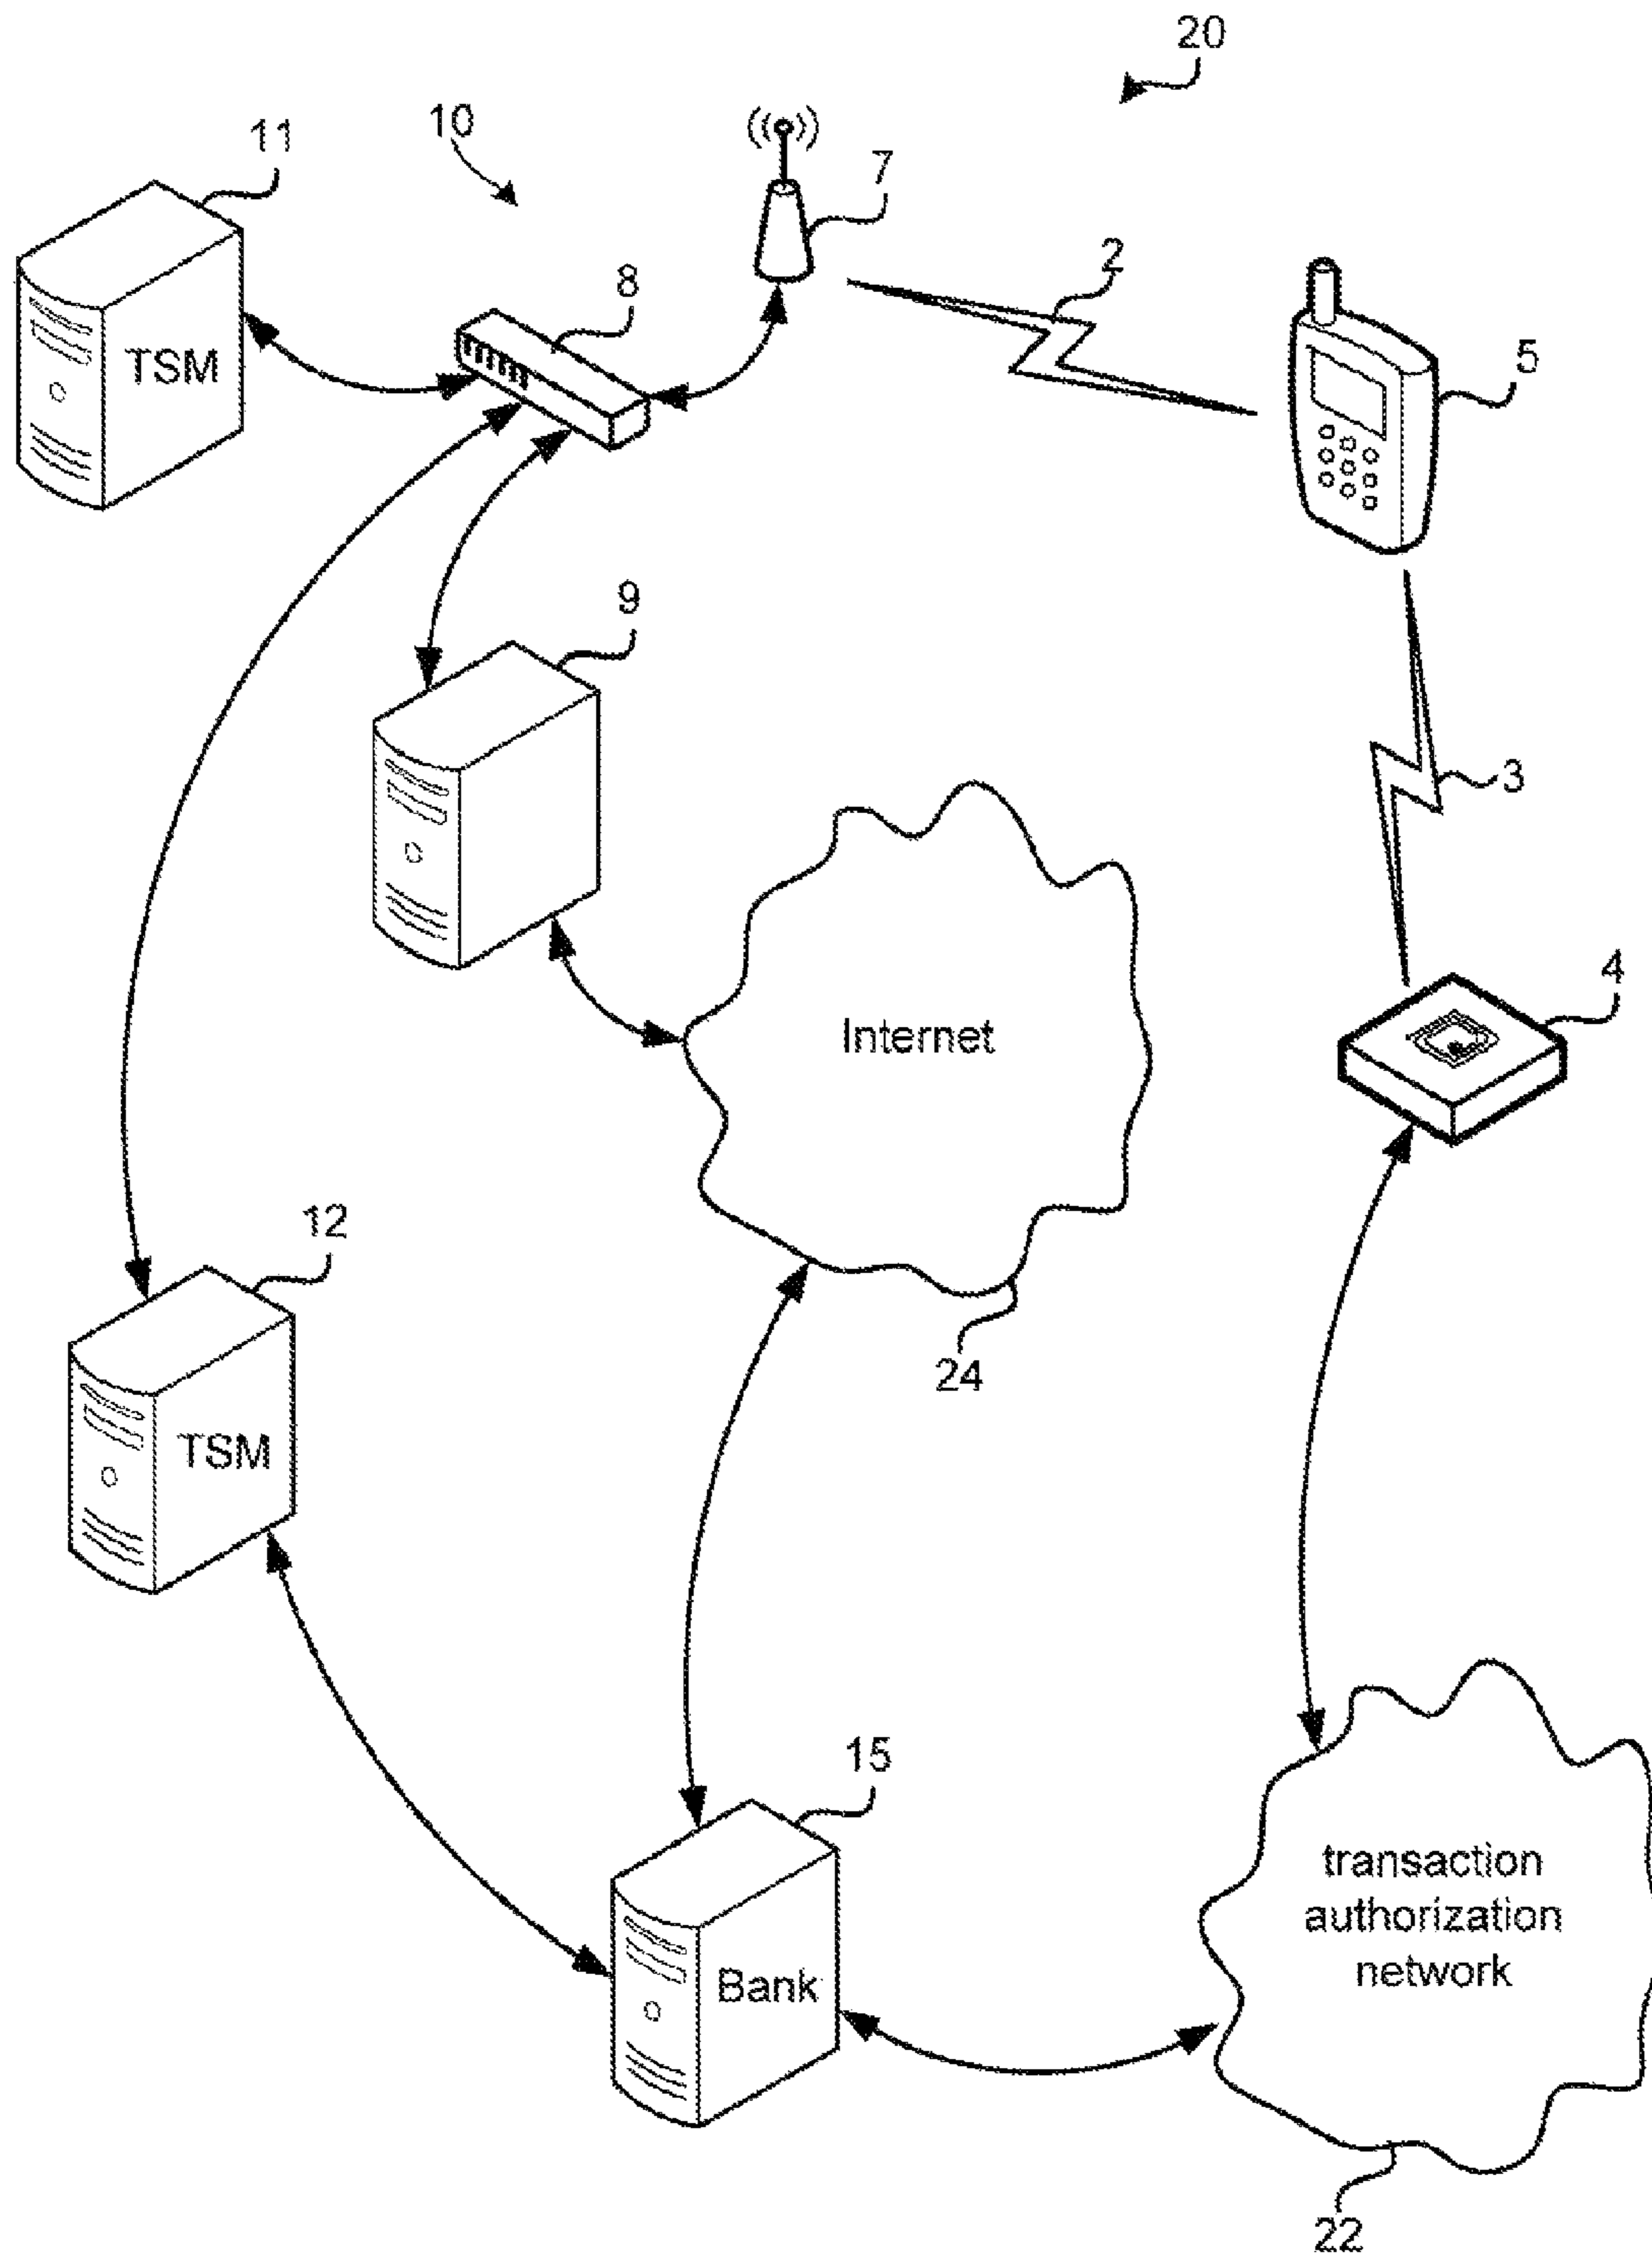 20
10
11
7
2
8
5
TSM
9
3
4
Internet
12
24
TSM
15
transaction
authorization
network
Bank
22